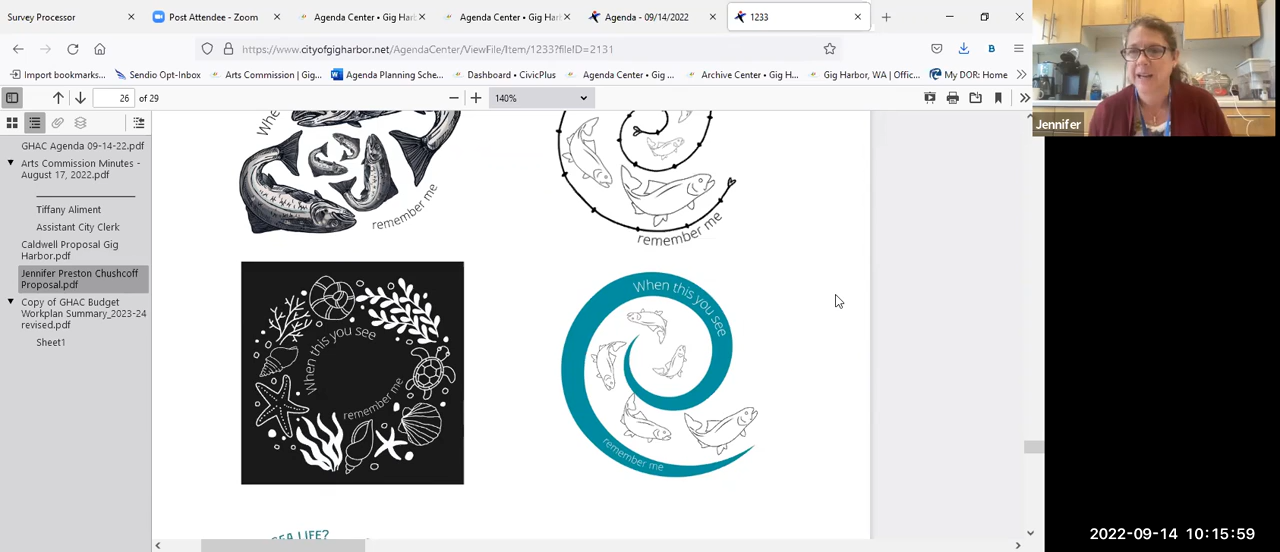 Survey Processor
Post Attendee - Zoom
Agenda Center • Gig Har
Agenda Center • Gig Har
Agenda - 09/14/2022
1233
https://www.cityofgigharbor.net/AgendaCenter/ViewFile/Item/1233?fileID=2131
Import bookmarks...
Sendio Opt-Inbox
Arts Commission | Gig...
Agenda Planning Sche...
Dashboard • CivicPlus
Agenda Center • Gig ...
Archive Center • Gig H...
Gig Harbor, WA | Offic...
My DOR: Home
26
of 29
140%
Jennifer
GHAC Agenda 09-14-22.pdf
Arts Commission Minutes -
August 17, 2022.pdf
Tiffany Aliment
Assistant City Clerk
Caldwell Proposal Gig
Harbor.pdf
Jennifer Preston Chushcoff
Proposal.pdf
Copy of GHAC Budget
Workplan Summary_2023-24
revised.pdf
Sheet1
Whe
remember me
remember me
When this you see
remember me
When this you see
remember me
SEA LIFE?
2022-09-14 10:15:59